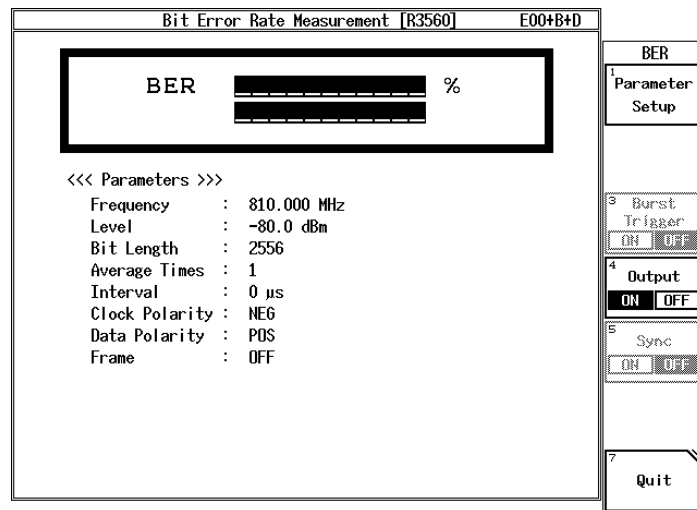 Bit Error Rate Measurement [R3560] E00+B+D
BER %
<<< Parameters >>>
Frequency : 810.000 MHz
Level : -80.0 dBm
Bit Length : 2556
Average Times : 1
Interval : 0 µs
Clock Polarity : NEG
Data Polarity : POS
Frame : OFF
BER
1
Parameter
Setup
3 Burst
Trigger
ON OFF
4
Output
ON OFF
5
Sync
ON OFF
7
Quit